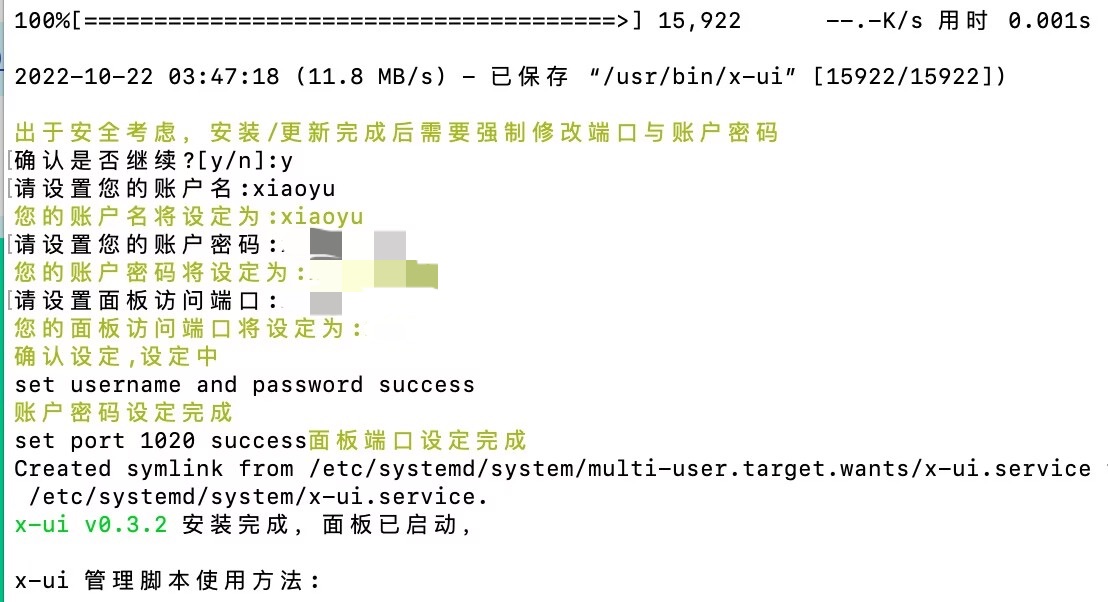 100%[======================================>] 15,922 --.-K/s 用时 0.001s
2022-10-22 03:47:18 (11.8 MB/s) - 已保存 “/usr/bin/x-ui” [15922/15922])
出于安全考虑，安装/更新完成后需要强制修改端口与账户密码
[确认是否继续?[y/n]:y
[请设置您的账户名:xiaoyu
您的账户名将设定为:xiaoyu
[请设置您的账户密码:
您的账户密码将设定为:
[请设置面板访问端口:
您的面板访问端口将设定为:
确认设定,设定中
set username and password success
账户密码设定完成
set port 1020 success面板端口设定完成
Created symlink from /etc/systemd/system/multi-user.target.wants/x-ui.service
/etc/systemd/system/x-ui.service.
x-ui v0.3.2 安装完成，面板已启动，
x-ui 管理脚本使用方法: